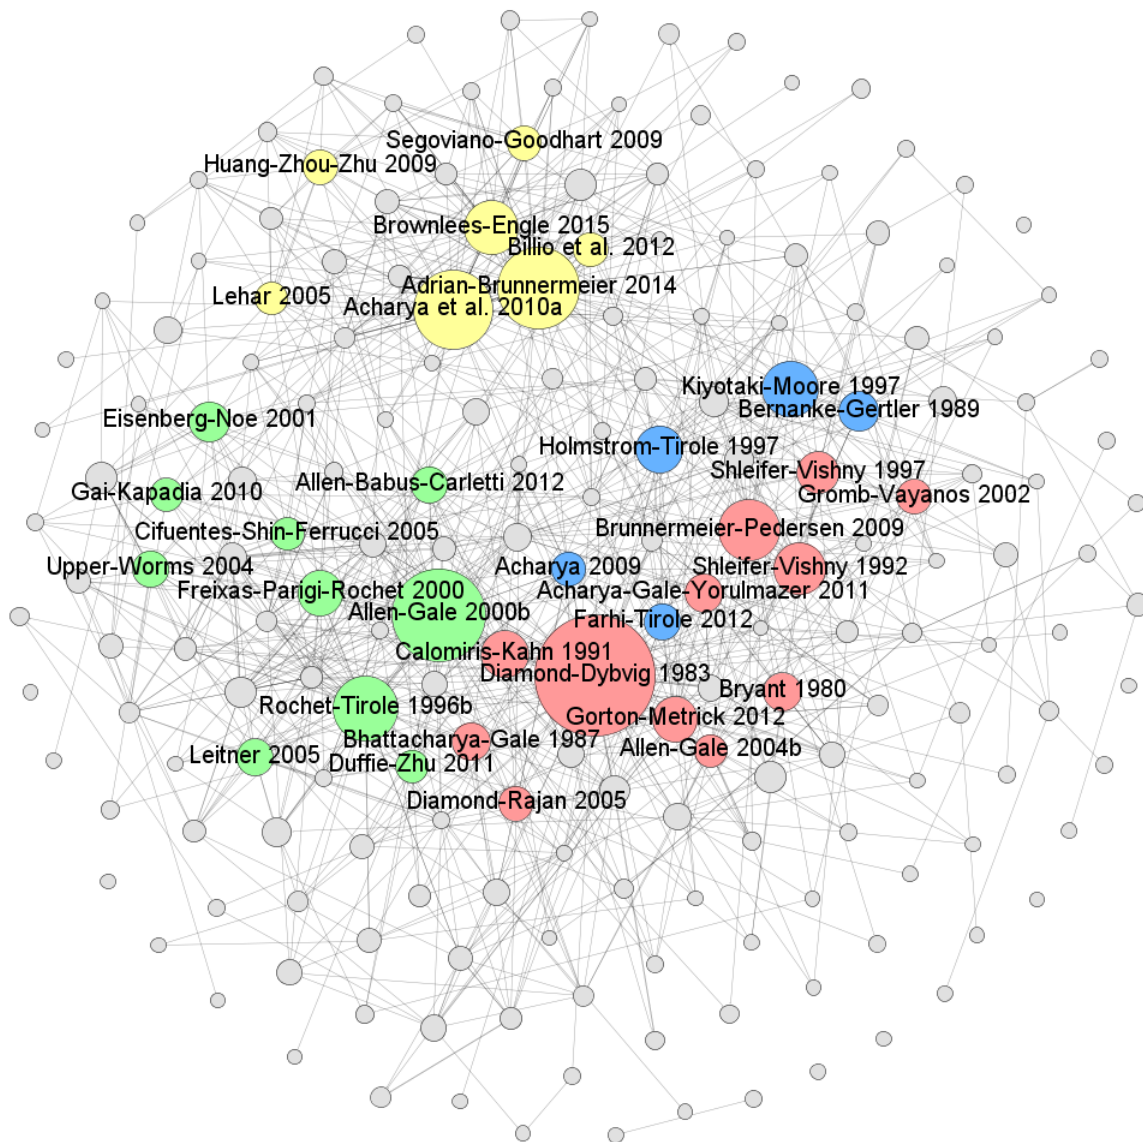 Segoviano-Goodhart 2009
Huang-Zhou-Zhu 2009
Brownlees-Engle 2015
Billio et al. 2012
Adrian-Brunnermeier 2014
Lehar 2005
Acharya et al. 2010a
Kiyotaki-Moore 1997
Bernanke-Gertler 1989
Eisenberg-Noe 2001
Holmstrom-Tirole 1997
Shleifer-Vishny 1997
Allen-Babus-Carletti 2012
Gai-Kapadia 2010
Gromb-Vayanos 2002
Brunnermeier-Pedersen 2009
Cifuentes-Shin-Ferrucci 2005
Upper-Worms 2004
Acharya 2009
Shleifer-Vishny 1992
Freixas-Parigi-Rochet 2000
Acharya-Gale-Yorulmazer 2011
Allen-Gale 2000b
Farhi-Tirole 2012
Calomiris-Kahn 1991
Diamond-Dybvig 1983
Bryant 1980
Rochet-Tirole 1996b
Gorton-Metrick 2012
Bhattacharya-Gale 1987
Allen-Gale 2004b
Leitner 2005
Duffie-Zhu 2011
Diamond-Rajan 2005